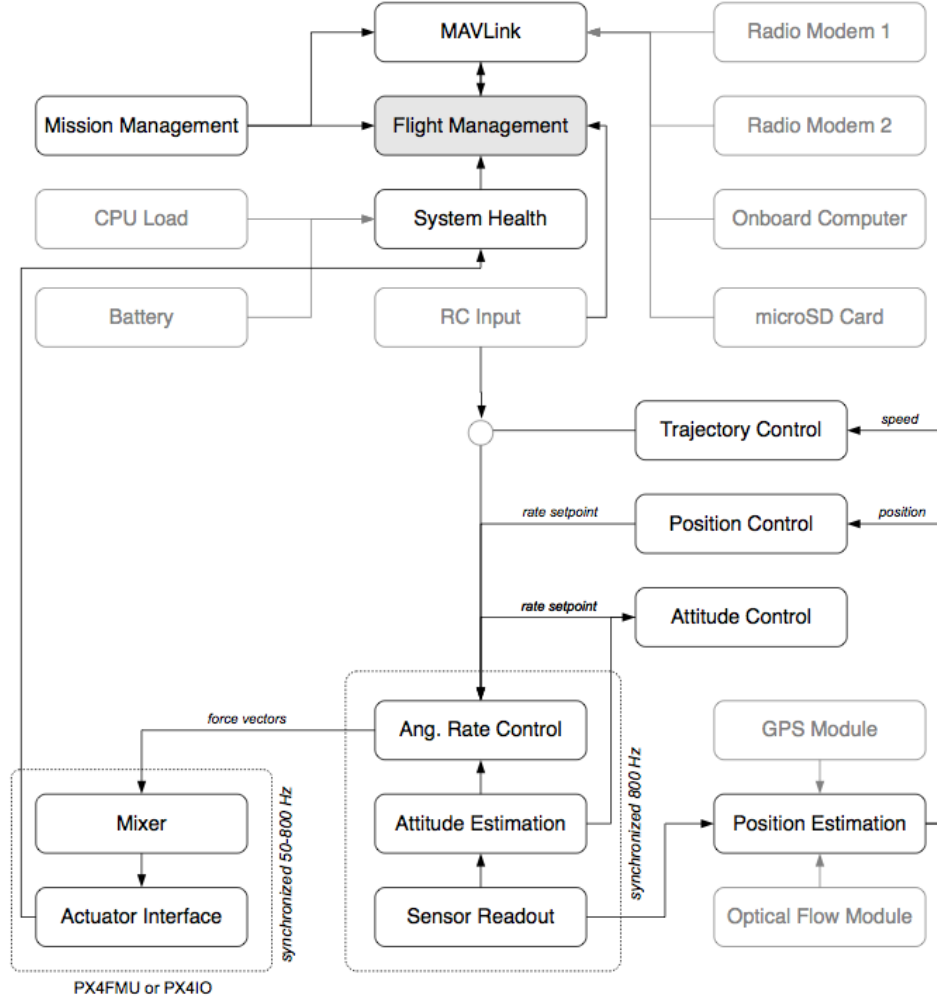 MAVLink
Radio Modem 1
Mission Management
Flight Management
Radio Modem 2
CPU Load
System Health
Onboard Computer
Battery
RC Input
microSD Card
Trajectory Control
speed
rate setpoint
Position Control
position
rate setpoint
Attitude Control
force vectors
Ang. Rate Control
GPS Module
synchronized 50-800 Hz
synchronized 800 Hz
Mixer
Attitude Estimation
Position Estimation
Actuator Interface
Sensor Readout
Optical Flow Module
PX4FMU or PX4IO